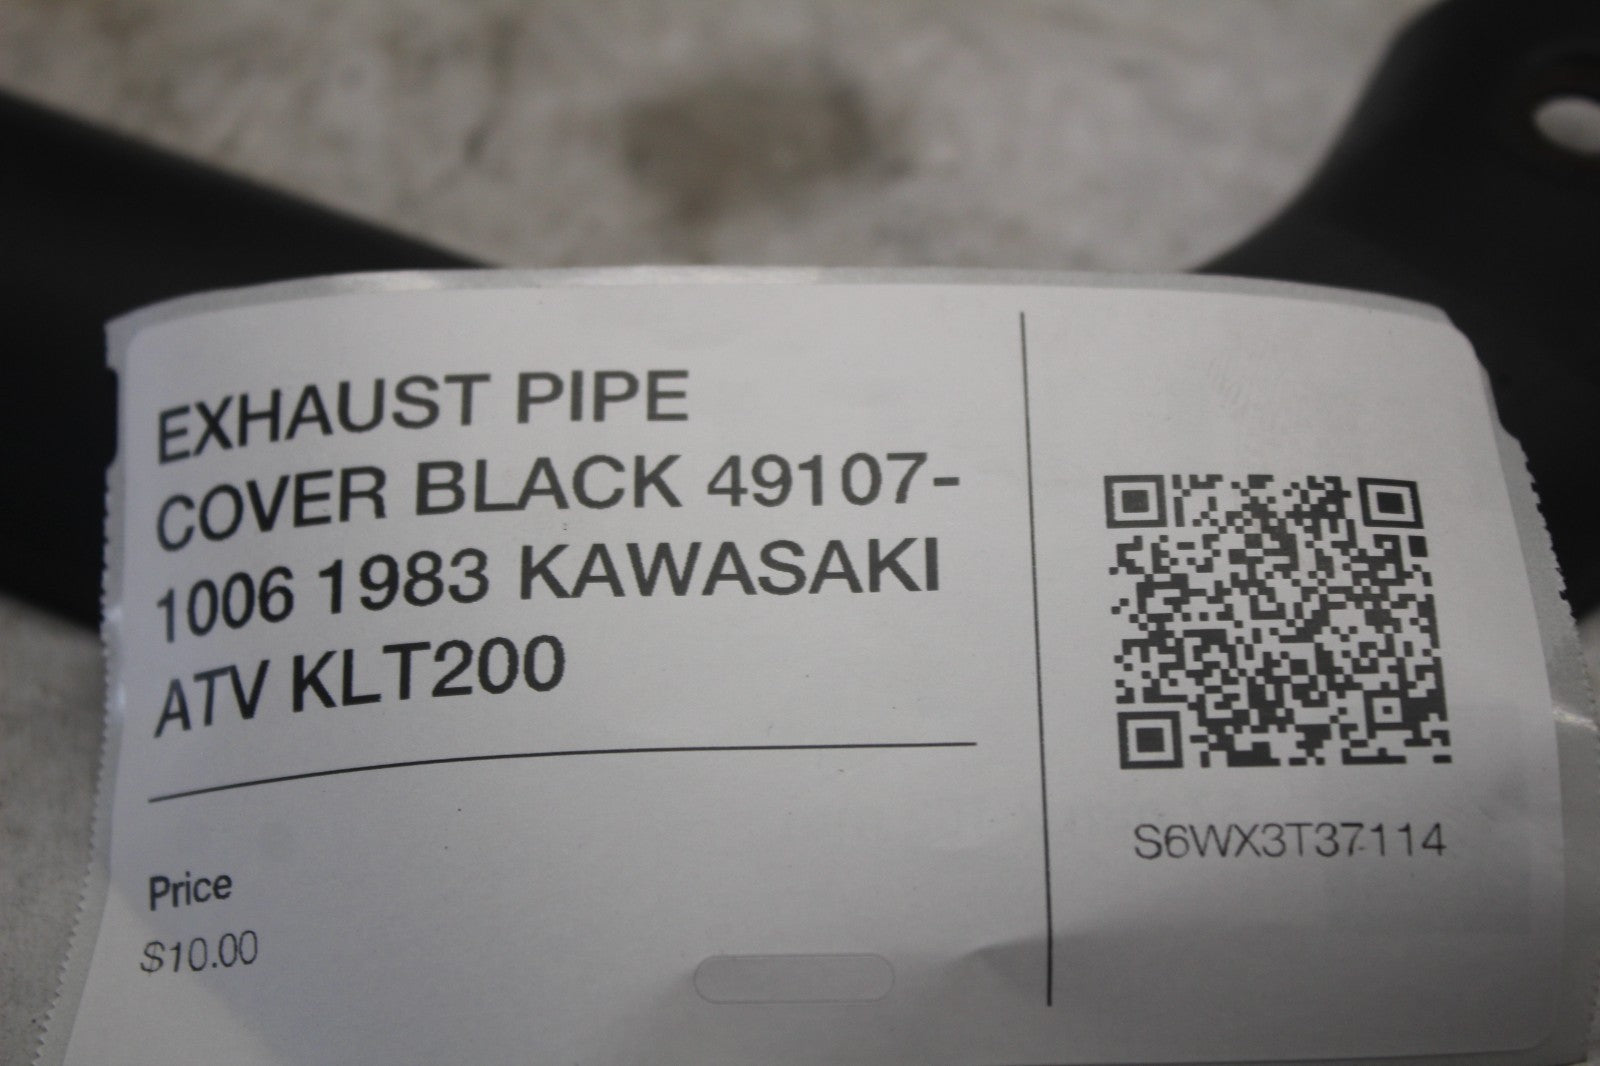 EXHAUST PIPE
COVER BLACK 49107-
1006 1983 KAWASAKI
ATV KLT200
Price
$10.00
S6WX3T37114